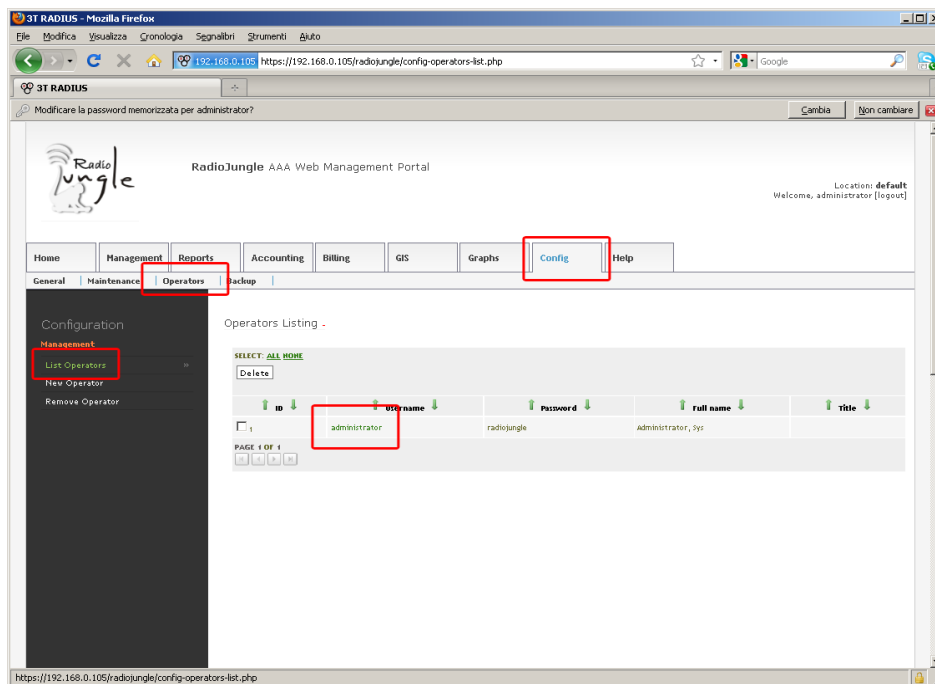 3T RADIUS - Mozilla Firefox
File Modifica Visualizza Cronologia Segnalibri Strumenti Aiuto
192.168.0.105 https://192.168.0.105/radiojungle/config-operators-list.php
Google
3T RADIUS
Modificare la password memorizzata per administrator?
Cambia
Non cambiare
Radio Jungle
RadioJungle AAA Web Management Portal
Location: default
Welcome, administrator [logout]
Home Management Reports Accounting Billing GIS Graphs Config Help
General Maintenance Operators Backup
Configuration
Management
List Operators »
New Operator
Remove Operator
Operators Listing -
SELECT: ALL NONE
Delete
ID Username Password Full name Title
1 administrator radiojungle Administrator, Sys
PAGE 1 OF 1
https://192.168.0.105/radiojungle/config-operators-list.php